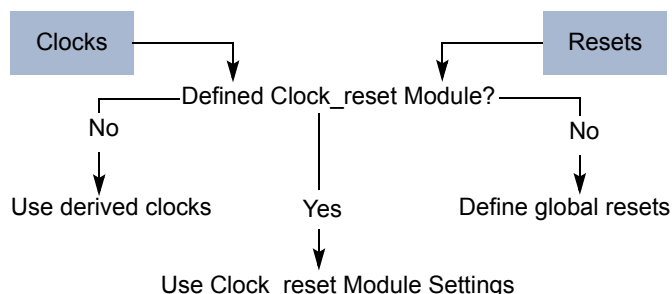 Clocks
Resets
Defined Clock_reset Module?
No
No
Use derived clocks
Yes
Define global resets
Use Clock_reset Module Settings